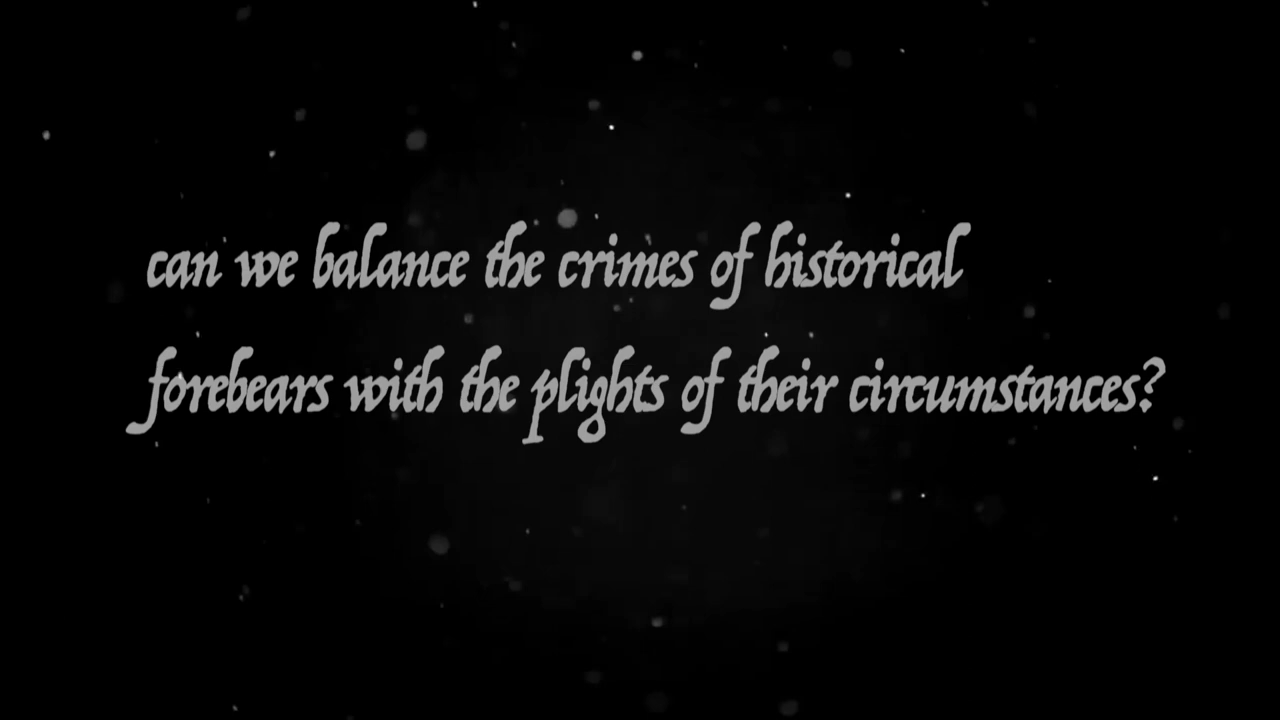 can we balance the crimes of historical
forebears with the plights of their circumstances?